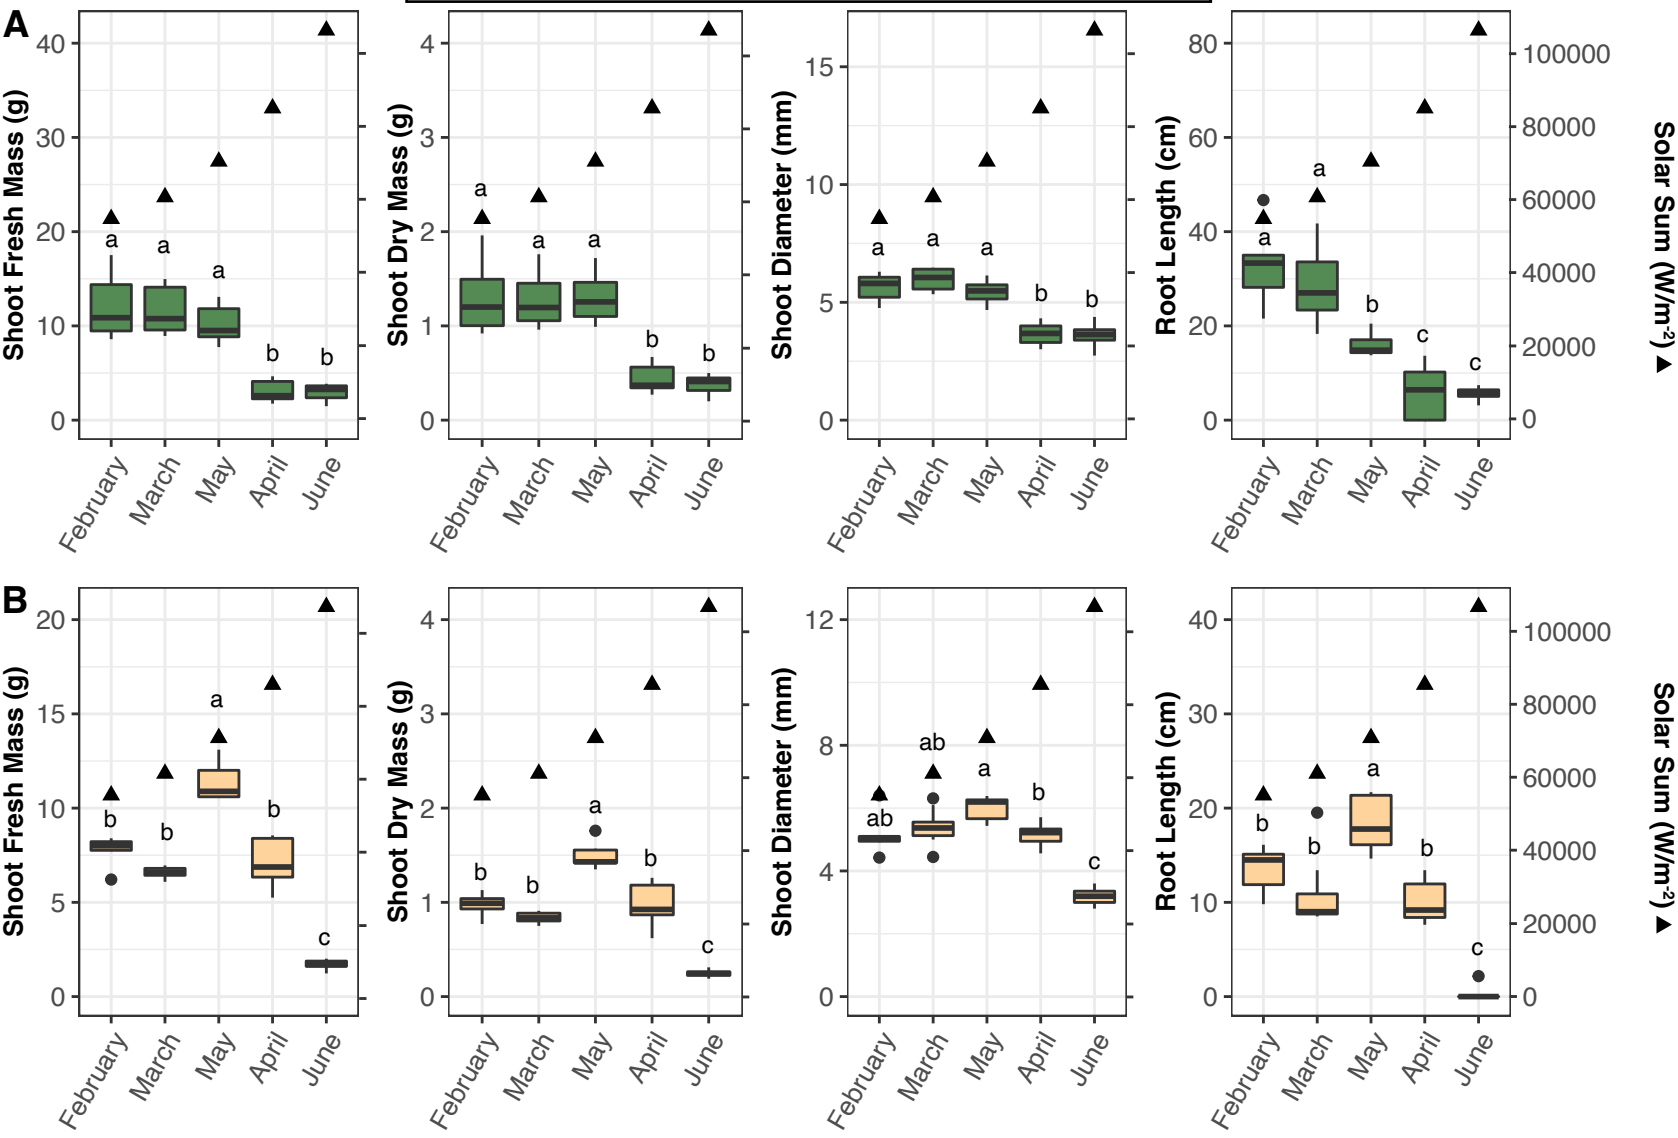 A
Shoot Fresh Mass (g)
40
30
20
10
0
a
a
a
b
b
February
March
May
April
June
Shoot Dry Mass (g)
4
3
2
1
0
a
a
a
b
b
February
March
May
April
June
Shoot Diameter (mm)
15
10
5
0
a
a
a
b
b
February
March
May
April
June
Root Length (cm)
80
60
40
20
0
a
a
b
c
c
February
March
May
April
June
100000
80000
60000
40000
20000
0
Solar Sum (W/m⁻²) ▲
B
Shoot Fresh Mass (g)
20
15
10
5
0
b
b
a
b
c
February
March
May
April
June
Shoot Dry Mass (g)
4
3
2
1
0
b
b
a
b
c
February
March
May
April
June
Shoot Diameter (mm)
12
8
4
0
ab
ab
a
b
c
February
March
May
April
June
Root Length (cm)
40
30
20
10
0
b
b
a
b
c
February
March
May
April
June
100000
80000
60000
40000
20000
0
Solar Sum (W/m⁻²) ▲